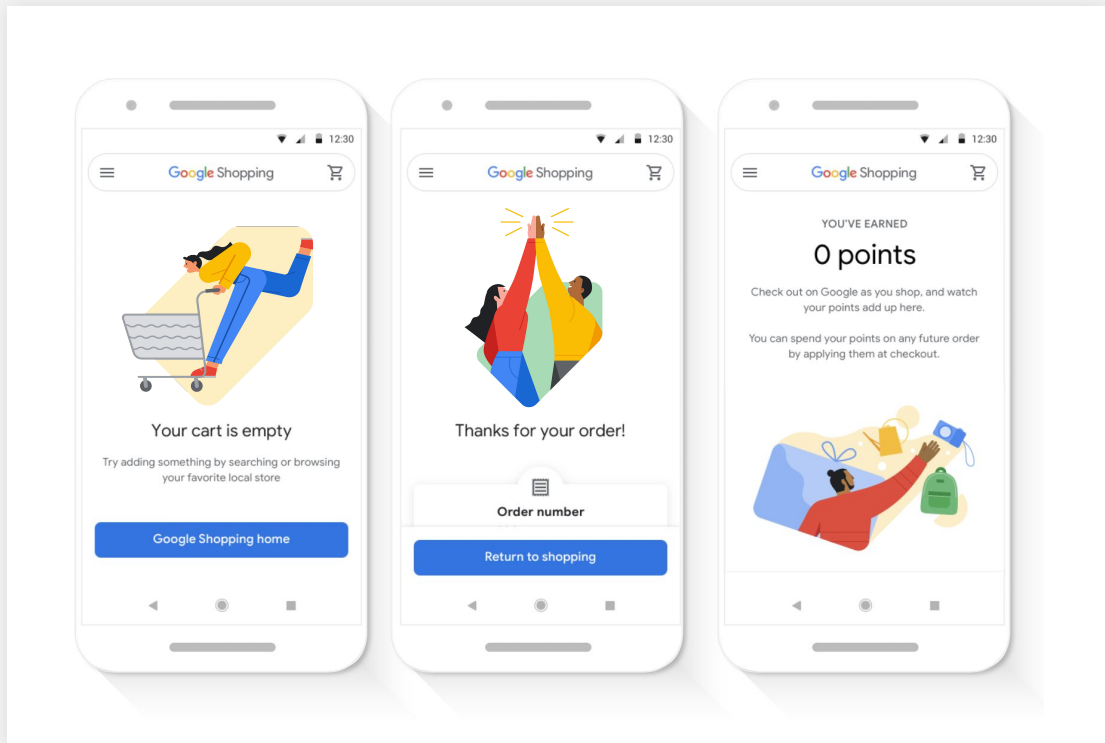 12:30
Google Shopping
Your cart is empty
Try adding something by searching or browsing
your favorite local store
Google Shopping home
12:30
Google Shopping
Thanks for your order!
Order number
Return to shopping
12:30
Google Shopping
YOU'VE EARNED
0 points
Check out on Google as you shop, and watch
your points add up here.
You can spend your points on any future order
by applying them at checkout.